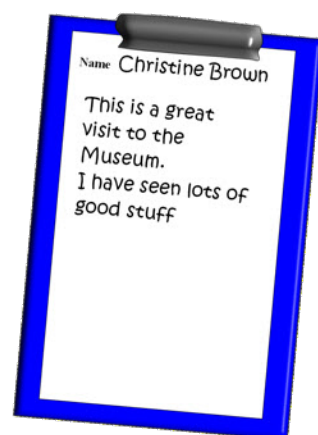 Name Christine Brown
This is a great
visit to the
Museum.
I have seen lots of
good stuff